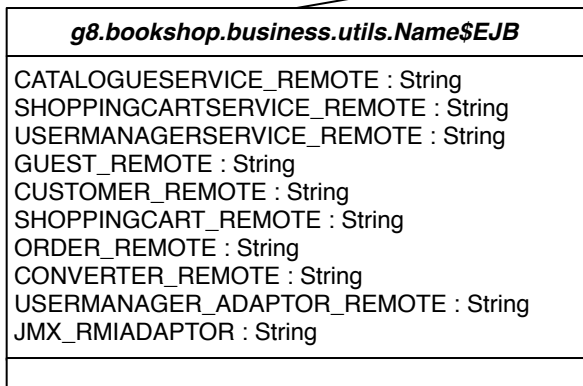 g8.bookshop.business.utils.Name$EJB
CATALOGUESERVICE_REMOTE : String
SHOPPINGCARTSERVICE_REMOTE : String
USERMANAGERSERVICE_REMOTE : String
GUEST_REMOTE : String
CUSTOMER_REMOTE : String
SHOPPINGCART_REMOTE : String
ORDER_REMOTE : String
CONVERTER_REMOTE : String
USERMANAGER_ADAPTOR_REMOTE : String
JMX_RMIADAPTOR : String